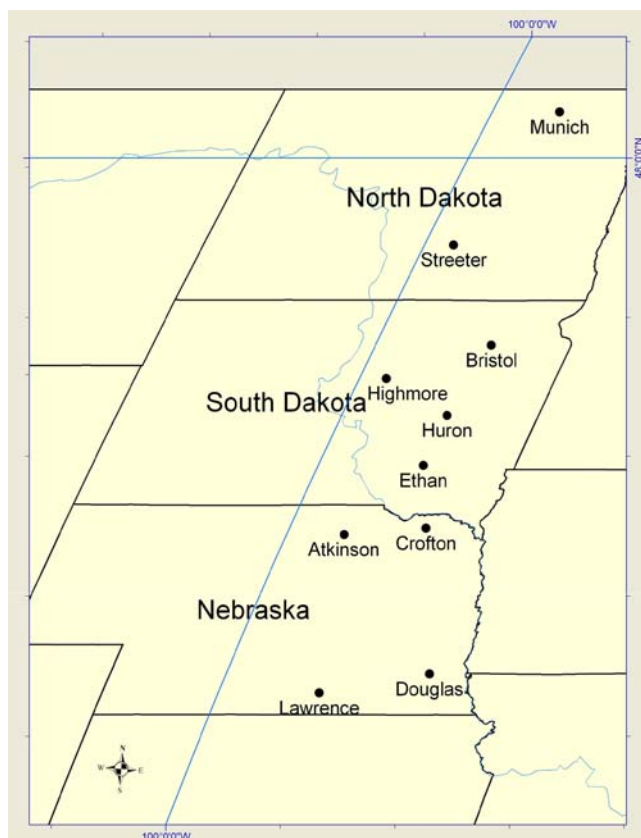 100°0'0"W
Munich
48°0'0"N
North Dakota
Streeter
Bristol
Highmore
South Dakota
Huron
Ethan
Atkinson
Crofton
Nebraska
Douglas
Lawrence
N
W E
S
100°0'0"W